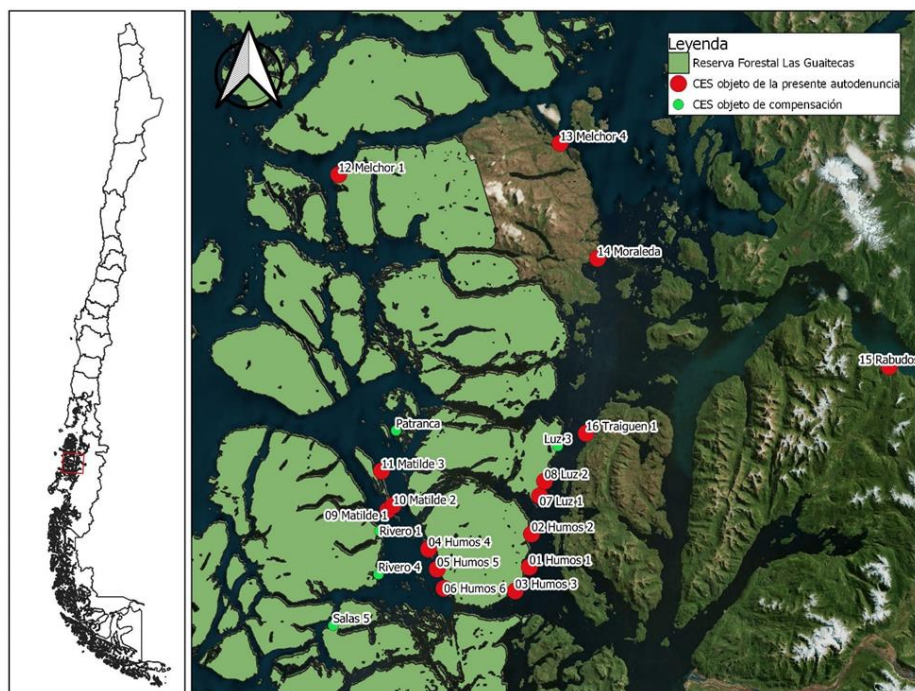 Leyenda
Reserva Forestal Las Guaitecas
CES objeto de la presente autodenuncia
CES objeto de compensación
13 Melchor 4
12 Melchor 1
14 Moraleda
15 Rabudos
Patranca
16 Traiguen 1
Luz 3
11 Matilde 3
08 Luz 2
07 Luz 1
10 Matilde 2
09 Matilde 1
Rivero 1
02 Humos 2
04 Humos 4
01 Humos 1
05 Humos 5
Rivero 4
06 Humos 6
03 Humos 3
Salas 5